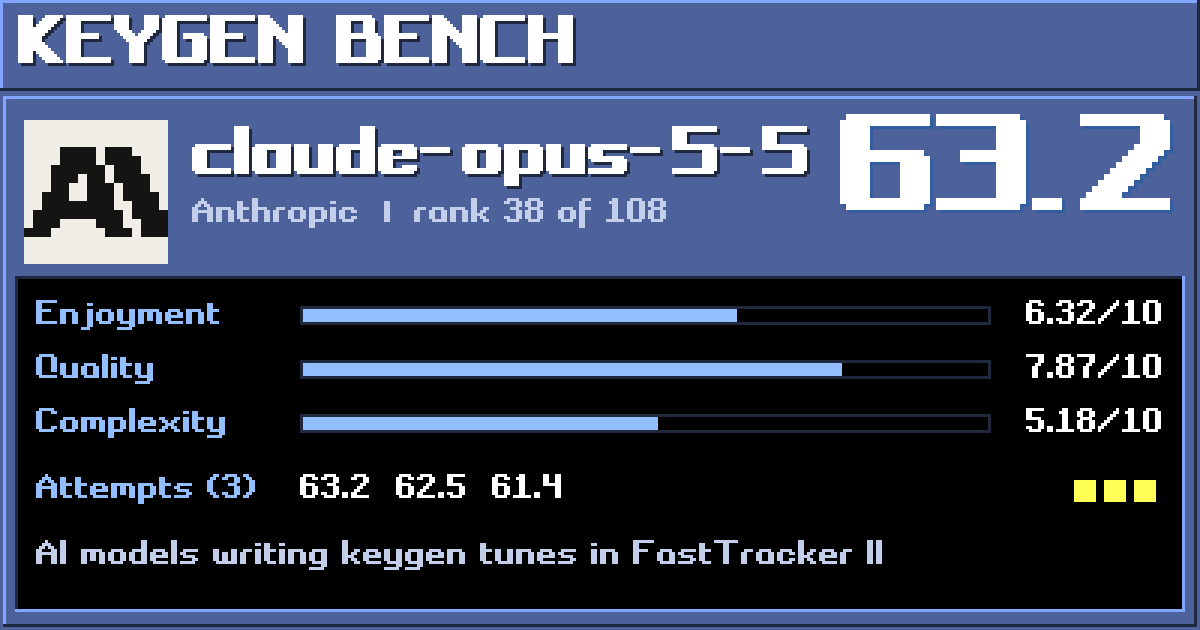 KEYGEN BENCH
claude-opus-5-5
63.2
Anthropic | rank 38 of 108
Enjoyment 6.32/10
Quality 7.87/10
Complexity 5.18/10
Attempts (3) 63.2 62.5 61.4
AI models writing keygen tunes in FastTracker II